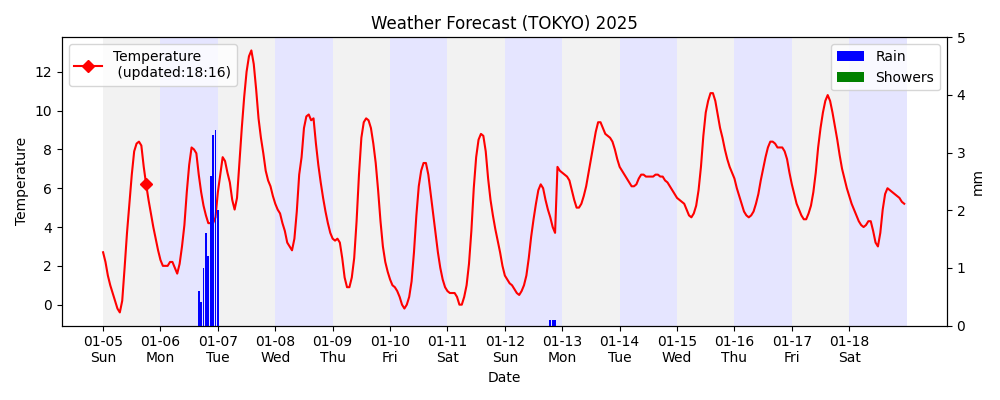 Weather Forecast (TOKYO) 2025
Temperature
(updated:18:16)
Rain
Showers
Temperature
12
10
8
6
4
2
0
5
4
3
2
1
0
mm
01-05 01-06 01-07 01-08 01-09 01-10 01-11 01-12 01-13 01-14 01-15 01-16 01-17 01-18
Sun Mon Tue Wed Thu Fri Sat Sun Mon Tue Wed Thu Fri Sat
Date